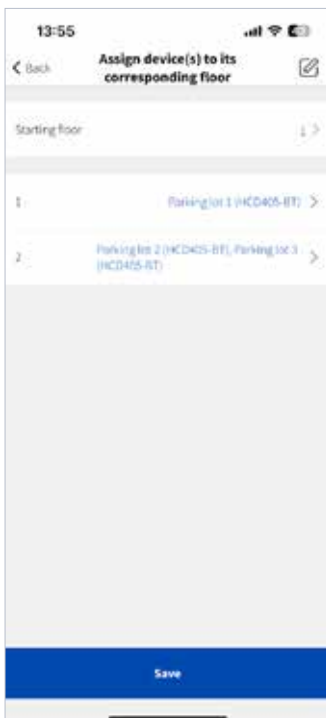 13:55
Back
Assign device(s) to its
corresponding floor
Starting floor 1
1 Parking lot 1 (HCD405-BT)
2 Parking lot 2 (HCD405-BT), Parking lot 3
(HCD405-BT)
Save